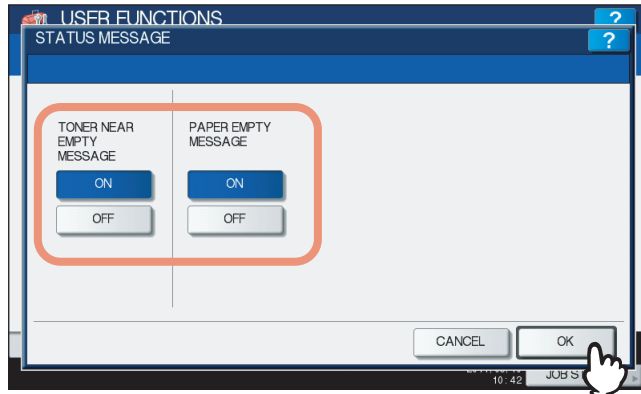 USER FUNCTIONS
?
STATUS MESSAGE
?
TONER NEAR
EMPTY
MESSAGE
ON
OFF
PAPER EMPTY
MESSAGE
ON
OFF
CANCEL
OK
10:42
JOB S